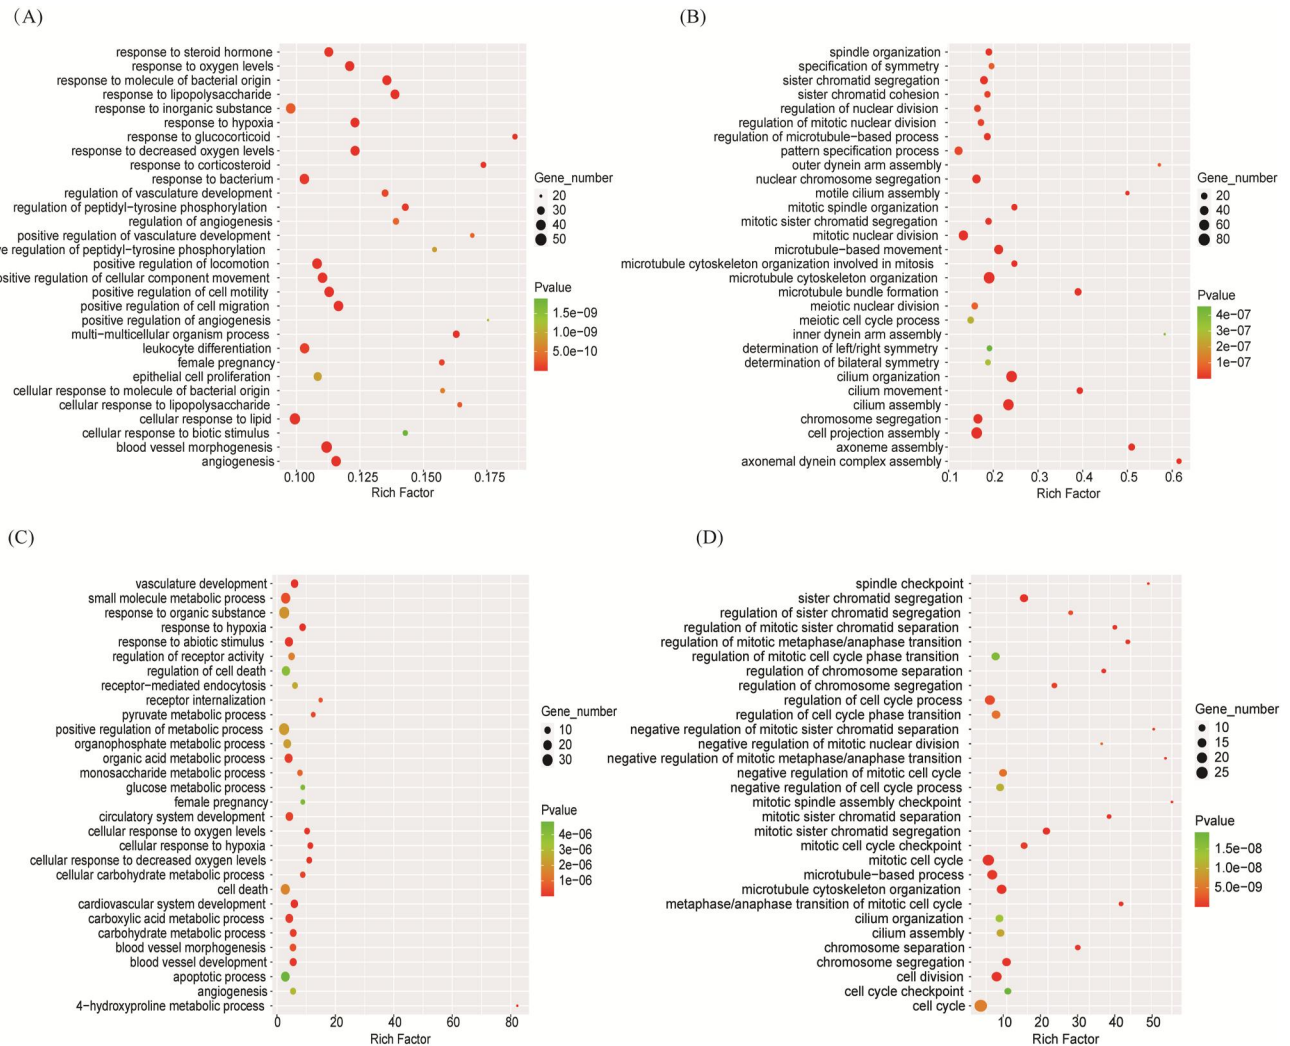 (A)
response to steroid hormone
response to oxygen levels
response to molecule of bacterial origin
response to lipopolysaccharide
response to inorganic substance
response to hypoxia
response to glucocorticoid
response to decreased oxygen levels
response to corticosteroid
response to bacterium
regulation of vasculature development
regulation of peptidyl−tyrosine phosphorylation
regulation of angiogenesis
positive regulation of vasculature development
ve regulation of peptidyl−tyrosine phosphorylation
positive regulation of locomotion
ositive regulation of cellular component movement
positive regulation of cell motility
positive regulation of cell migration
positive regulation of angiogenesis
multi−multicellular organism process
leukocyte differentiation
female pregnancy
epithelial cell proliferation
cellular response to molecule of bacterial origin
cellular response to lipopolysaccharide
cellular response to lipid
cellular response to biotic stimulus
blood vessel morphogenesis
angiogenesis
0.100 0.125 0.150 0.175
Rich Factor
Gene_number
20
30
40
50
Pvalue
1.5e−09
1.0e−09
5.0e−10
(B)
spindle organization
specification of symmetry
sister chromatid segregation
sister chromatid cohesion
regulation of nuclear division
regulation of mitotic nuclear division
regulation of microtubule−based process
pattern specification process
outer dynein arm assembly
nuclear chromosome segregation
motile cilium assembly
mitotic spindle organization
mitotic sister chromatid segregation
mitotic nuclear division
microtubule−based movement
microtubule cytoskeleton organization involved in mitosis
microtubule cytoskeleton organization
microtubule bundle formation
meiotic nuclear division
meiotic cell cycle process
inner dynein arm assembly
determination of left/right symmetry
determination of bilateral symmetry
cilium organization
cilium movement
cilium assembly
chromosome segregation
cell projection assembly
axoneme assembly
axonemal dynein complex assembly
0.1 0.2 0.3 0.4 0.5 0.6
Rich Factor
Gene_number
20
40
60
80
Pvalue
4e−07
3e−07
2e−07
1e−07
(C)
vasculature development
small molecule metabolic process
response to organic substance
response to hypoxia
response to abiotic stimulus
regulation of receptor activity
regulation of cell death
receptor−mediated endocytosis
receptor internalization
pyruvate metabolic process
positive regulation of metabolic process
organophosphate metabolic process
organic acid metabolic process
monosaccharide metabolic process
glucose metabolic process
female pregnancy
circulatory system development
cellular response to oxygen levels
cellular response to hypoxia
cellular response to decreased oxygen levels
cellular carbohydrate metabolic process
cell death
cardiovascular system development
carboxylic acid metabolic process
carbohydrate metabolic process
blood vessel morphogenesis
blood vessel development
apoptotic process
angiogenesis
4−hydroxyproline metabolic process
0 20 40 60 80
Rich Factor
Gene_number
10
20
30
Pvalue
4e−06
3e−06
2e−06
1e−06
(D)
spindle checkpoint
sister chromatid segregation
regulation of sister chromatid segregation
regulation of mitotic sister chromatid separation
regulation of mitotic metaphase/anaphase transition
regulation of mitotic cell cycle phase transition
regulation of chromosome separation
regulation of chromosome segregation
regulation of cell cycle process
regulation of cell cycle phase transition
negative regulation of mitotic sister chromatid separation
negative regulation of mitotic nuclear division
negative regulation of mitotic metaphase/anaphase transition
negative regulation of mitotic cell cycle
negative regulation of cell cycle process
mitotic spindle assembly checkpoint
mitotic sister chromatid separation
mitotic sister chromatid segregation
mitotic cell cycle checkpoint
mitotic cell cycle
microtubule−based process
microtubule cytoskeleton organization
metaphase/anaphase transition of mitotic cell cycle
cilium organization
cilium assembly
chromosome separation
chromosome segregation
cell division
cell cycle checkpoint
cell cycle
10 20 30 40 50
Rich Factor
Gene_number
10
15
20
25
Pvalue
1.5e−08
1.0e−08
5.0e−09